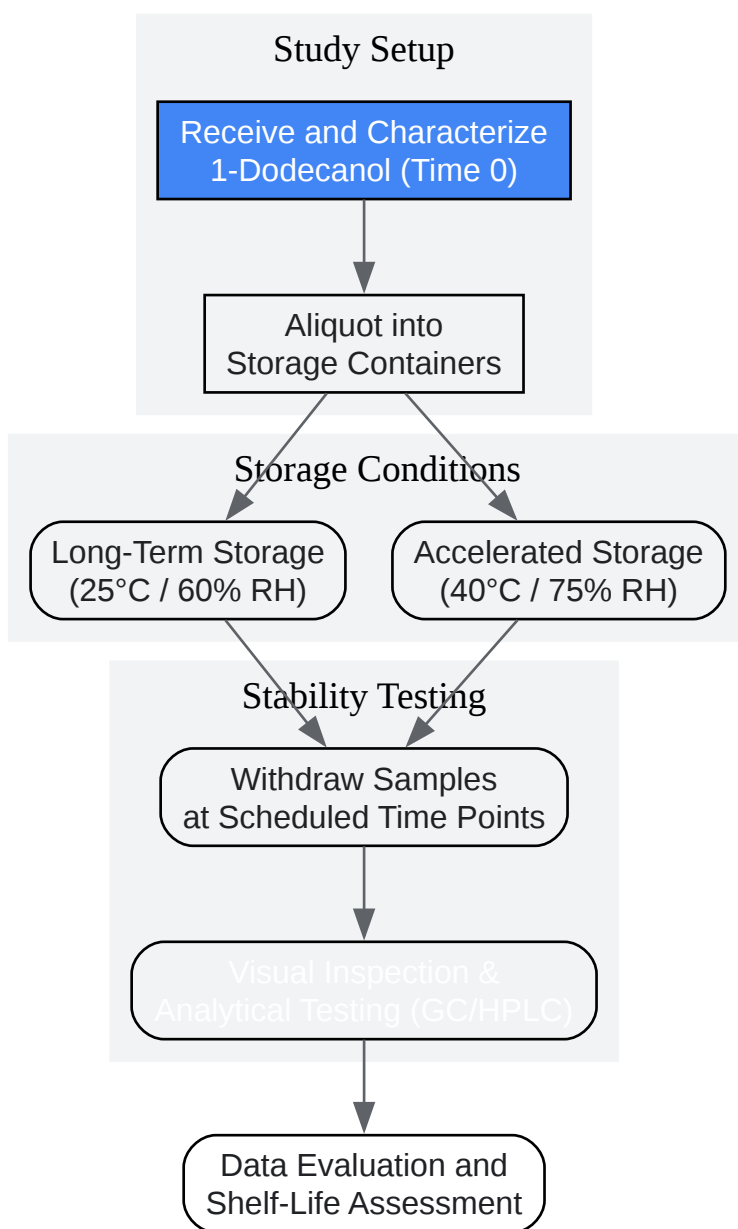 Study Setup
Receive and Characterize
1-Dodecanol (Time 0)
Aliquot into
Storage Containers
Storage Conditions
Long-Term Storage
(25°C / 60% RH)
Accelerated Storage
(40°C / 75% RH)
Stability Testing
Withdraw Samples
at Scheduled Time Points
Visual Inspection &
Analytical Testing (GC/HPLC)
Data Evaluation and
Shelf-Life Assessment